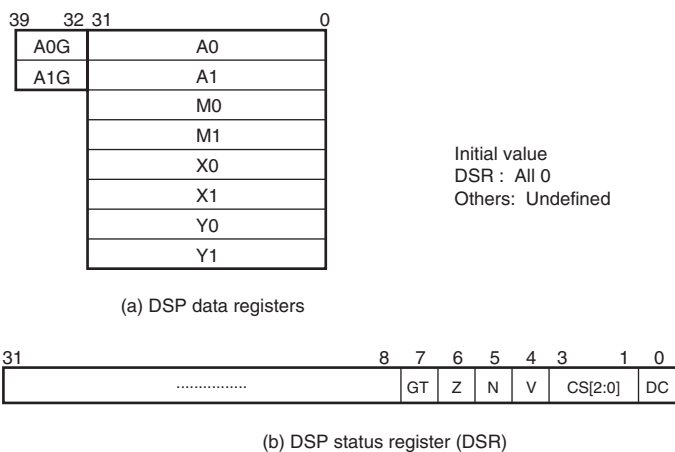 39 32 31 0
A0G A0
A1G A1
M0
M1
X0
X1
Y0
Y1
Initial value
DSR : All 0
Others: Undefined
(a) DSP data registers
31 8 7 6 5 4 3 1 0
................ GT Z N V CS[2:0] DC
(b) DSP status register (DSR)